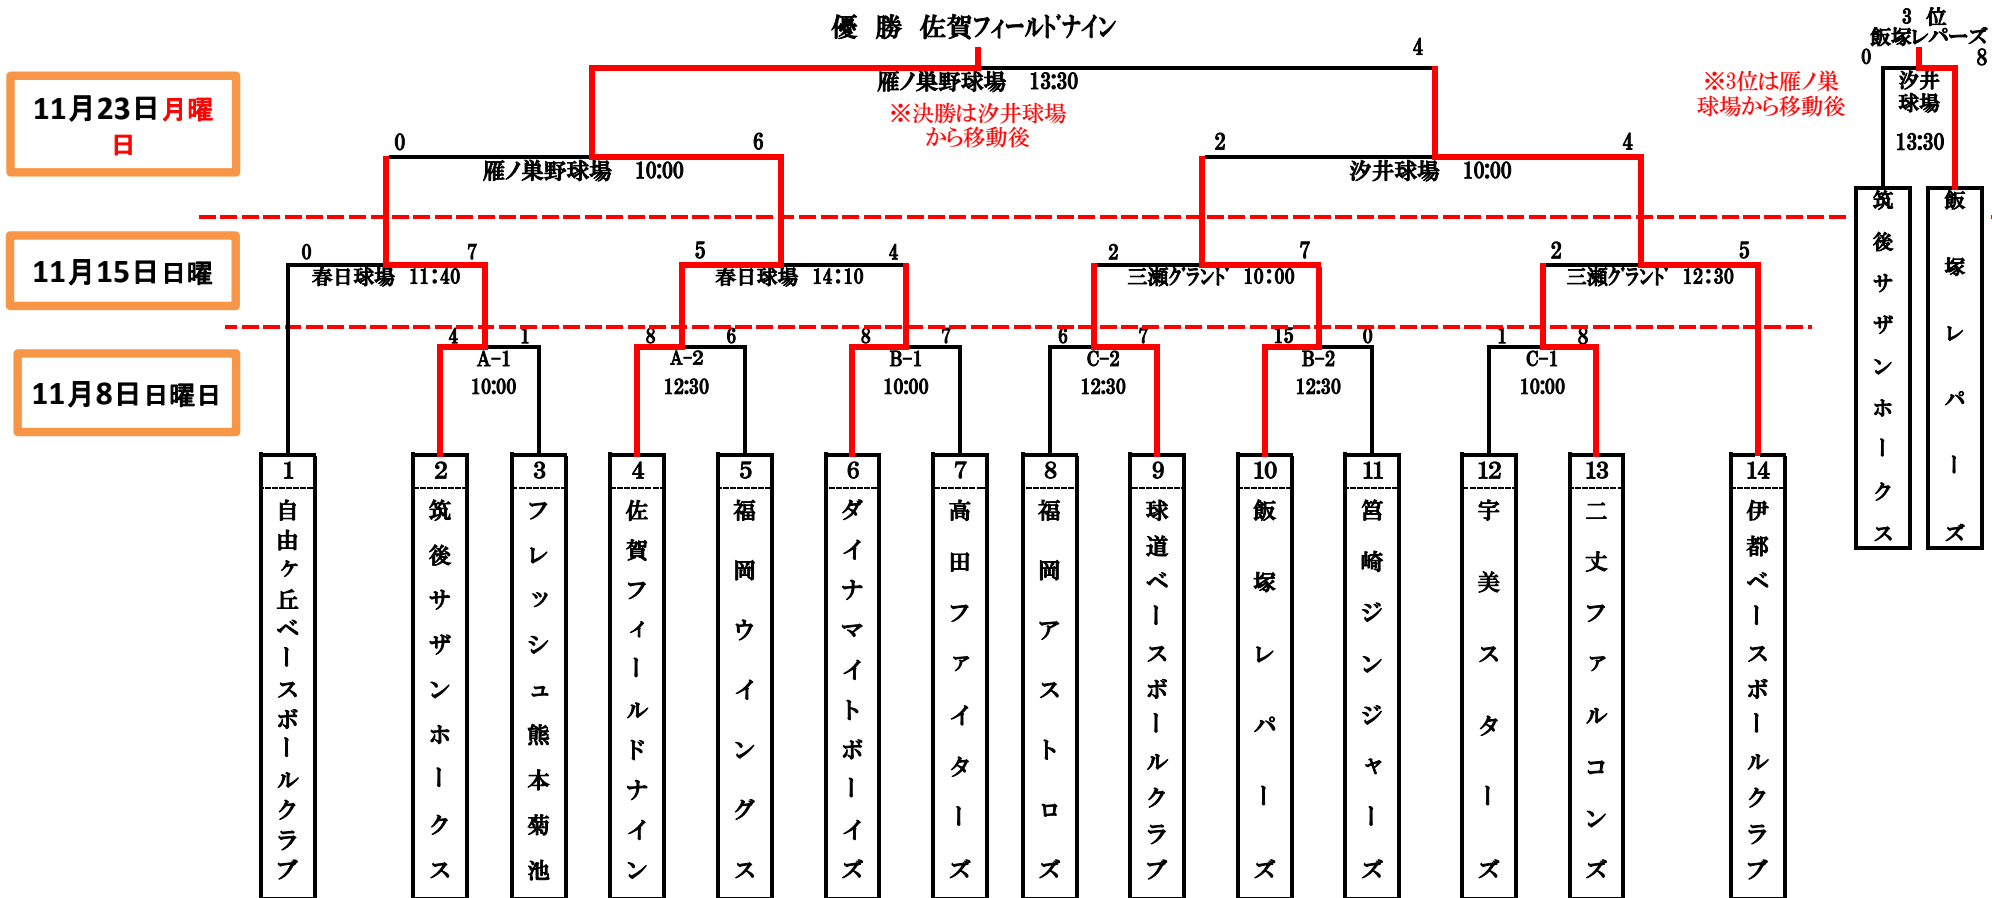 優 勝 佐賀フィールドナイン
3 位
飯塚レパーズ
4
0
8
雁ノ巣野球場 13:30
※決勝は汐井球場
から移動後
※3位は雁ノ巣
球場から移動後
汐井
球場
13:30
11月23日月曜
日
0
6
2
4
雁ノ巣野球場 10:00
汐井球場 10:00
筑後サザンホークス
飯塚レパーズ
11月15日日曜
0
7
5
4
2
7
2
5
春日球場 11:40
春日球場 14:10
三瀬グランド 10:00
三瀬グランド 12:30
11月8日日曜日
4
1
8
6
8
7
6
7
15
0
1
8
A-1
10:00
A-2
12:30
B-1
10:00
C-2
12:30
B-2
12:30
C-1
10:00
1
自由ヶ丘ベースボールクラブ
2
筑後サザンホークス
3
フレッシュ熊本菊池
4
佐賀フィールドナイン
5
福岡ウイングス
6
ダイナマイトボーイズ
7
高田ファイターズ
8
福岡アストロズ
9
球道ベースボールクラブ
10
飯塚レパーズ
11
筥崎ジンジャーズ
12
宇美スターズ
13
二丈ファルコンズ
14
伊都ベースボールクラブ